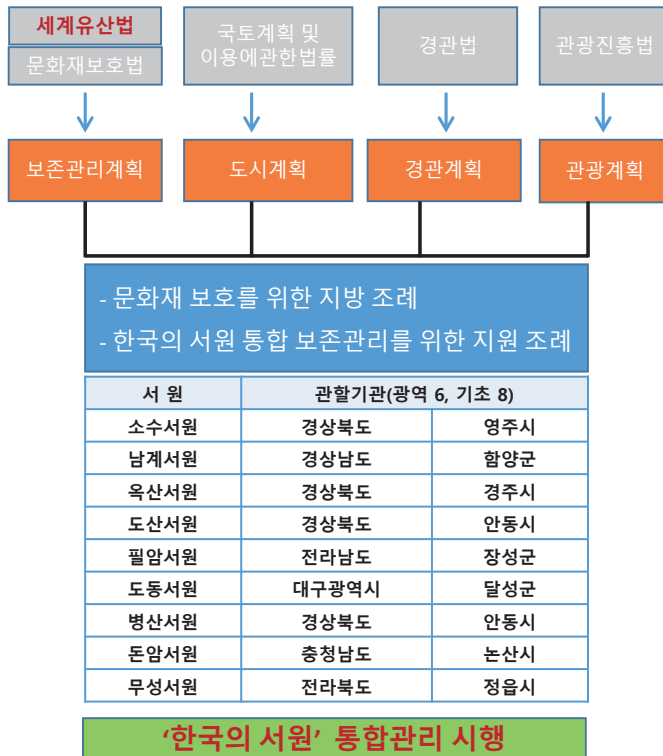 세계유산법
문화재보호법
국토계획 및
이용에관한법률
경관법
관광진흥법
보존관리계획
도시계획
경관계획
관광계획
- 문화재 보호를 위한 지방 조례
- 한국의 서원 통합 보존관리를 위한 지원 조례
서 원 관할기관(광역 6, 기초 8)
소수서원 경상북도 영주시
남계서원 경상남도 함양군
옥산서원 경상북도 경주시
도산서원 경상북도 안동시
필암서원 전라남도 장성군
도동서원 대구광역시 달성군
병산서원 경상북도 안동시
돈암서원 충청남도 논산시
무성서원 전라북도 정읍시
‘한국의 서원’ 통합관리 시행